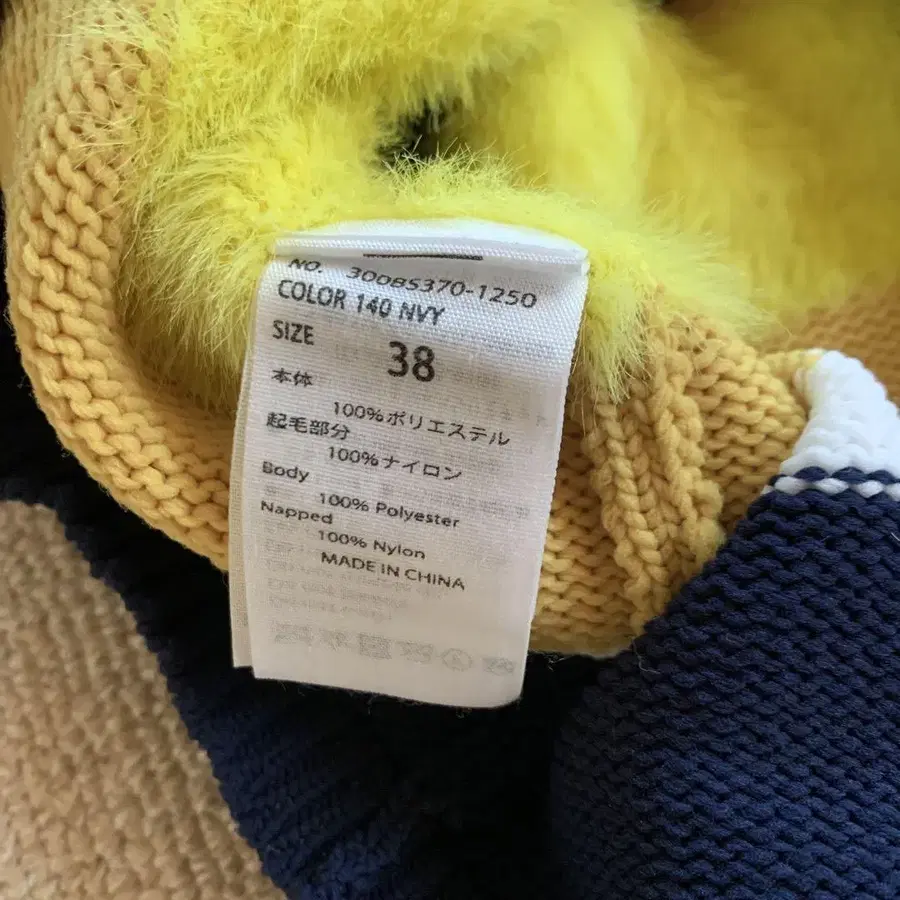 NO. 30085370-1250
COLOR 140 NVY
SIZE 38
本体
100%ポリエステル
起毛部分
100%ナイロン
Body
100% Polyester
Napped
100% Nylon
MADE IN CHINA